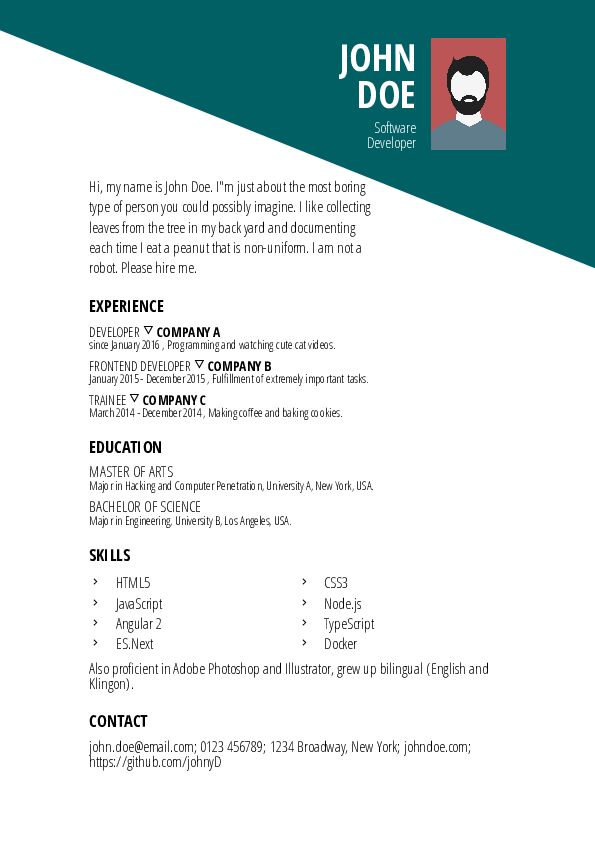 JOHN
DOE
Software
Developer
Hi, my name is John Doe. I"m just about the most boring
type of person you could possibly imagine. I like collecting
leaves from the tree in my back yard and documenting
each time I eat a peanut that is non-uniform. I am not a
robot. Please hire me.
EXPERIENCE
DEVELOPER ▽ COMPANY A
since January 2016 , Programming and watching cute cat videos.
FRONTEND DEVELOPER ▽ COMPANY B
January 2015 - December 2015 , Fulfillment of extremely important tasks.
TRAINEE ▽ COMPANY C
March 2014 - December 2014 , Making coffee and baking cookies.
EDUCATION
MASTER OF ARTS
Major in Hacking and Computer Penetration, University A, New York, USA.
BACHELOR OF SCIENCE
Major in Engineering, University B, Los Angeles, USA.
SKILLS
› HTML5
› JavaScript
› Angular 2
› ES.Next
› CSS3
› Node.js
› TypeScript
› Docker
Also proficient in Adobe Photoshop and Illustrator, grew up bilingual (English and
Klingon).
CONTACT
john.doe@email.com; 0123 456789; 1234 Broadway, New York; johndoe.com;
https://github.com/johnyD